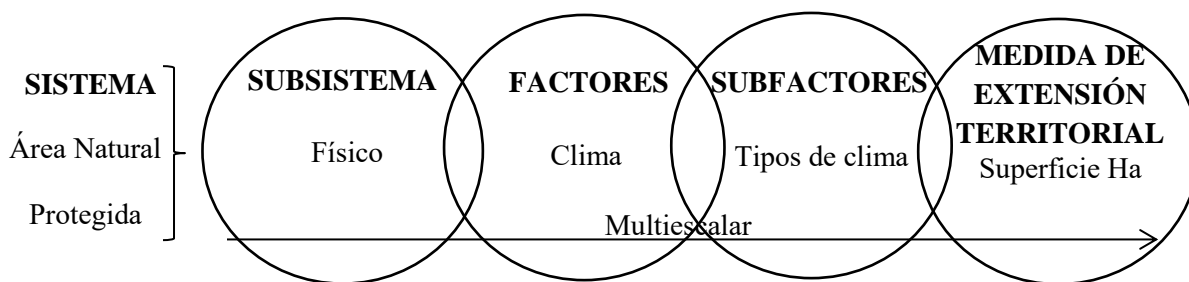 SISTEMA
Área Natural
Protegida
SUBSISTEMA
Físico
FACTORES
Clima
SUBFACTORES
Tipos de clima
MEDIDA DE
EXTENSIÓN
TERRITORIAL
Superficie Ha
Multiescalar